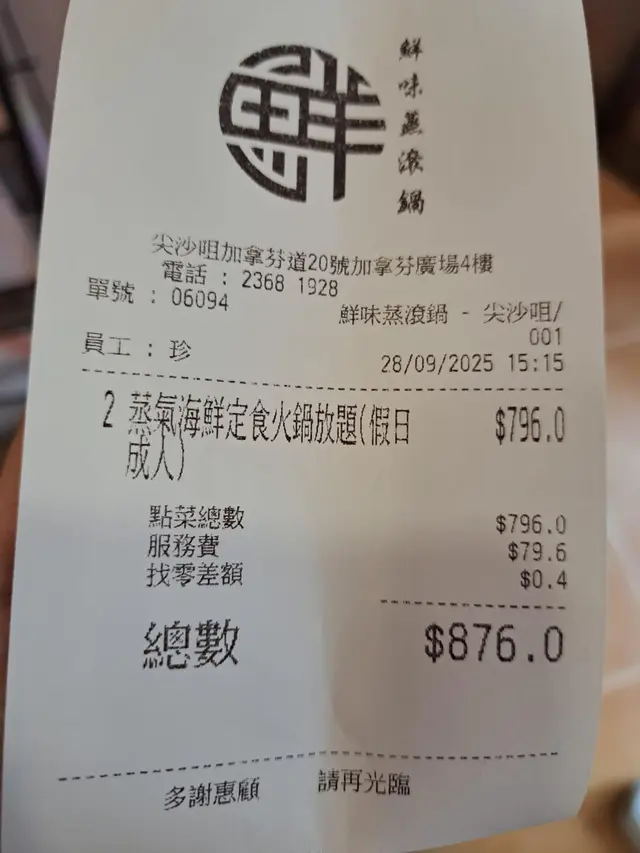 鮮
鮮味蒸滾鍋
尖沙咀加拿芬道20號加拿芬廣場4樓
電話 : 2368 1928
單號 : 06094
鮮味蒸滾鍋 - 尖沙咀/
001
員工 : 珍
28/09/2025 15:15
2 蒸氣海鮮定食火鍋放題(假日 $796.0
成人)
點菜總數 $796.0
服務費 $79.6
找零差額 $0.4
總數 $876.0
多謝惠顧 請再光臨